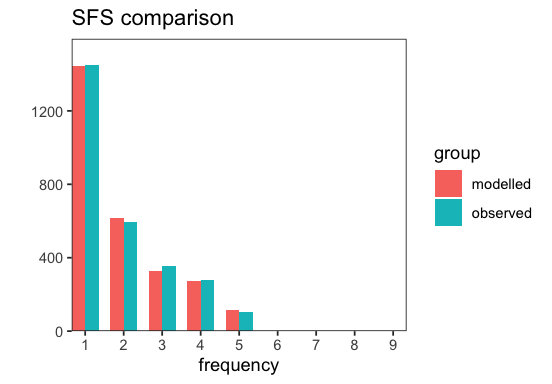 SFS comparison
1200
800
400
0
1 2 3 4 5 6 7 8 9
frequency
group
modelled
observed